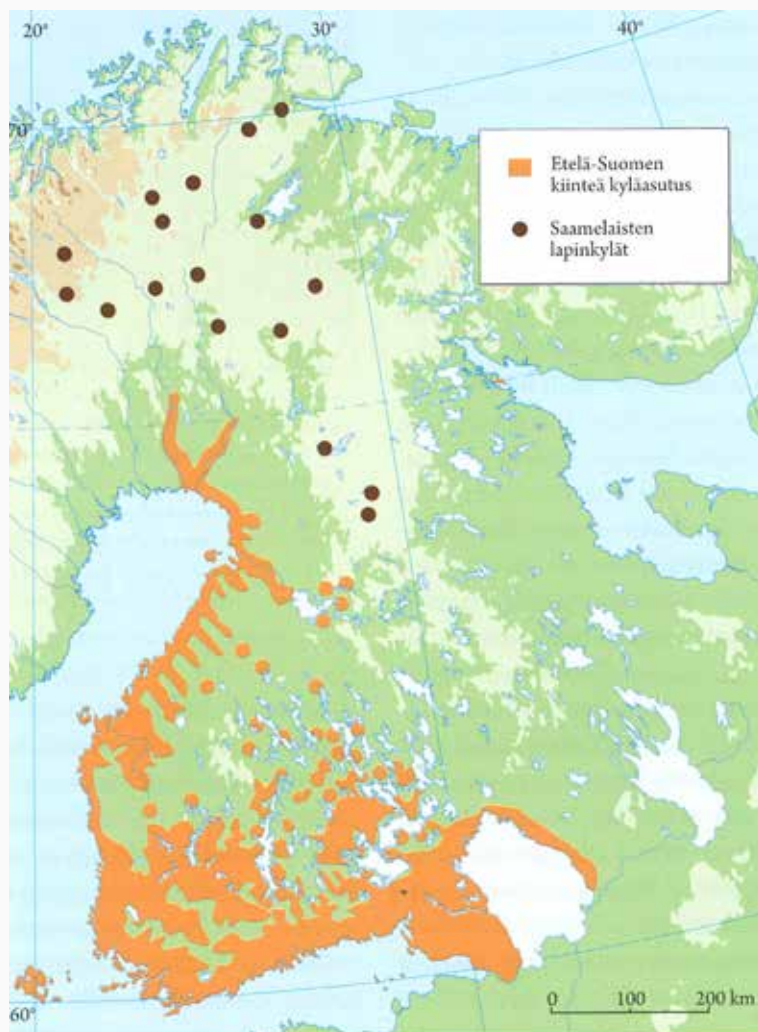 20°
30°
40°
70°
Etelä-Suomen
kiinteä kyläasutus
Saamelaisten
lapinkylät
60°
0 100 200 km